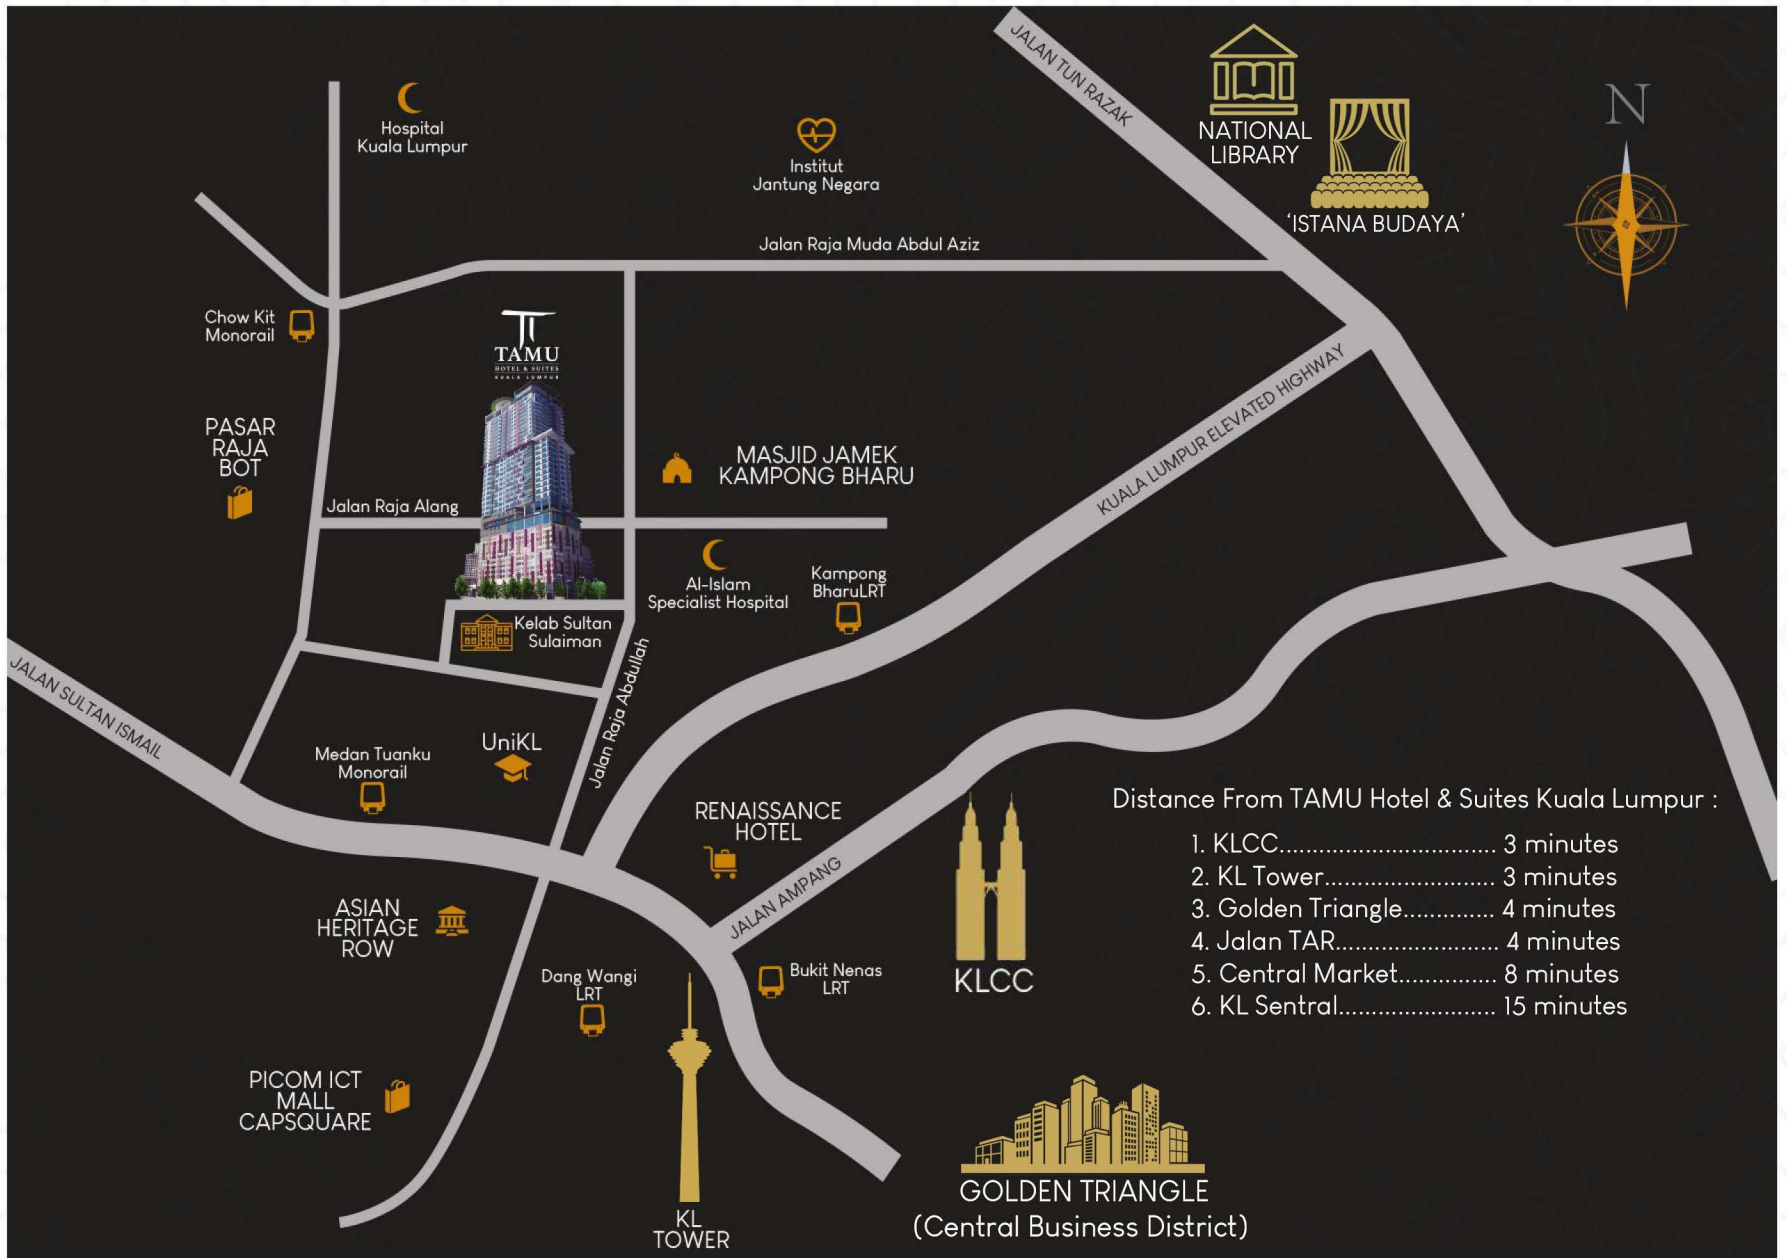 JALAN TUN RAZAK
NATIONAL
LIBRARY
'ISTANA BUDAYA'
N
Hospital
Kuala Lumpur
Institut
Jantung Negara
Jalan Raja Muda Abdul Aziz
Chow Kit
Monorail
TAMU
HOTEL & SUITES
KUALA LUMPUR
KUALA LUMPUR ELEVATED HIGHWAY
PASAR
RAJA
BOT
MASJID JAMEK
KAMPONG BHARU
Jalan Raja Alang
Al-Islam
Specialist Hospital
Kampong
BharuLRT
Kelab Sultan
Sulaiman
Jalan Raja Abdullah
JALAN SULTAN ISMAIL
Medan Tuanku
Monorail
UniKL
RENAISSANCE
HOTEL
JALAN AMPANG
KLCC
Distance From TAMU Hotel & Suites Kuala Lumpur :
1. KLCC................................. 3 minutes
2. KL Tower.......................... 3 minutes
3. Golden Triangle.............. 4 minutes
4. Jalan TAR......................... 4 minutes
5. Central Market............... 8 minutes
6. KL Sentral........................ 15 minutes
ASIAN
HERITAGE
ROW
Dang Wangi
LRT
Bukit Nenas
LRT
PICOM ICT
MALL
CAPSQUARE
KL
TOWER
GOLDEN TRIANGLE
(Central Business District)